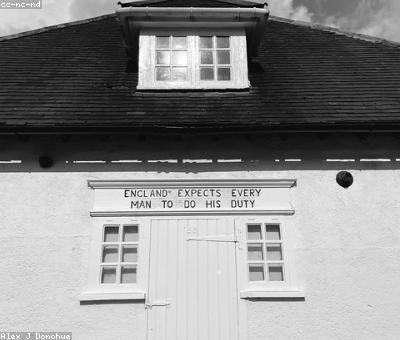 cc-nc-nd
ENGLAND EXPECTS EVERY
MAN TO DO HIS DUTY
Alex J Donohue